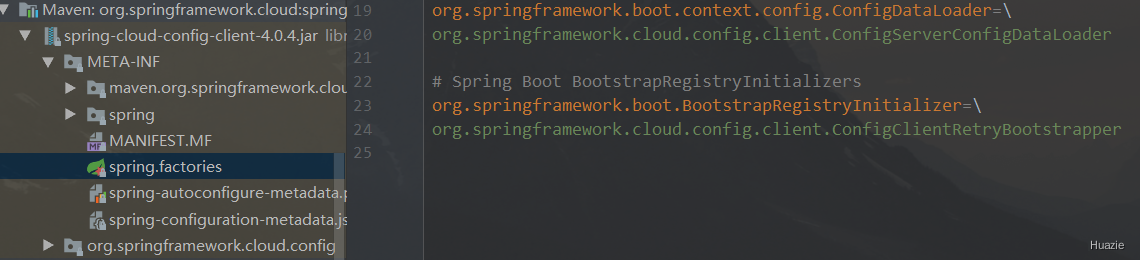 Maven: org.springframework.cloud:spring
spring-cloud-config-client-4.0.4.jar libr
META-INF
maven.org.springframework.clou
spring
MANIFEST.MF
spring.factories
spring-autoconfigure-metadata.p
spring-configuration-metadata.js
org.springframework.cloud.config
19 org.springframework.boot.context.config.ConfigDataLoader=\
20 org.springframework.cloud.config.client.ConfigServerConfigDataLoader
21
22 # Spring Boot BootstrapRegistryInitializers
23 org.springframework.boot.BootstrapRegistryInitializer=\
24 org.springframework.cloud.config.client.ConfigClientRetryBootstrapper
25
Huazie